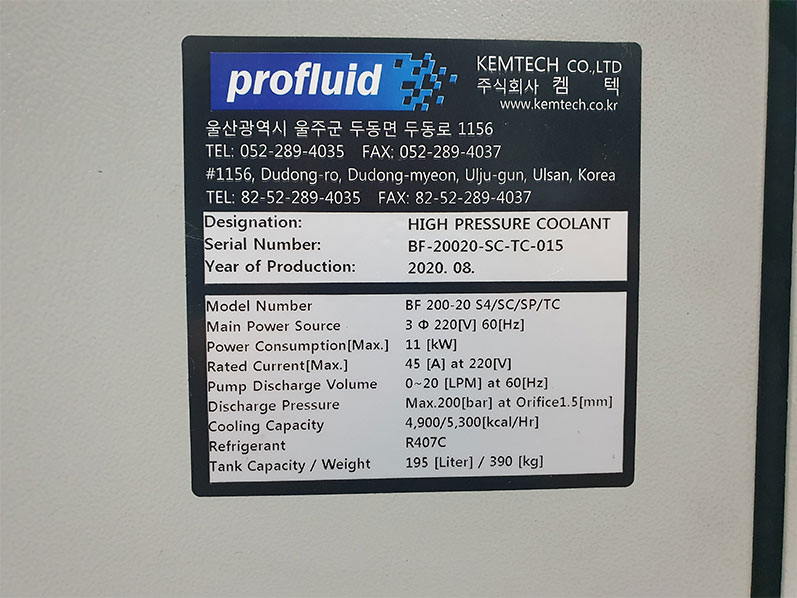 profluid
KEMTECH CO.,LTD
주식회사 켐 텍
www.kemtech.co.kr
울산광역시 울주군 두동면 두동로 1156
TEL: 052-289-4035 FAX: 052-289-4037
#1156, Dudong-ro, Dudong-myeon, Ulju-gun, Ulsan, Korea
TEL: 82-52-289-4035 FAX: 82-52-289-4037
Designation: HIGH PRESSURE COOLANT
Serial Number: BF-20020-SC-TC-015
Year of Production: 2020. 08.
Model Number BF 200-20 S4/SC/SP/TC
Main Power Source 3 Φ 220[V] 60[Hz]
Power Consumption[Max.] 11 [kW]
Rated Current[Max.] 45 [A] at 220[V]
Pump Discharge Volume 0~20 [LPM] at 60[Hz]
Discharge Pressure Max.200[bar] at Orifice1.5[mm]
Cooling Capacity 4,900/5,300[kcal/Hr]
Refrigerant R407C
Tank Capacity / Weight 195 [Liter] / 390 [kg]